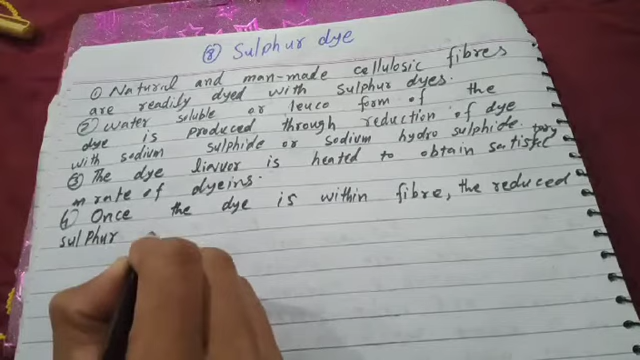 ⑧ Sulphur dye
① Natural and man-made cellulosic fibres
are readily dyed with sulphur dyes.
② Water soluble or leuco form of the
dye is produced through reduction of dye
with sodium sulphide or sodium hydro sulphide.
③ The dye liquor is heated to obtain satisfactory
rate of dyeing.
④ Once the dye is within fibre, the reduced
sulphur